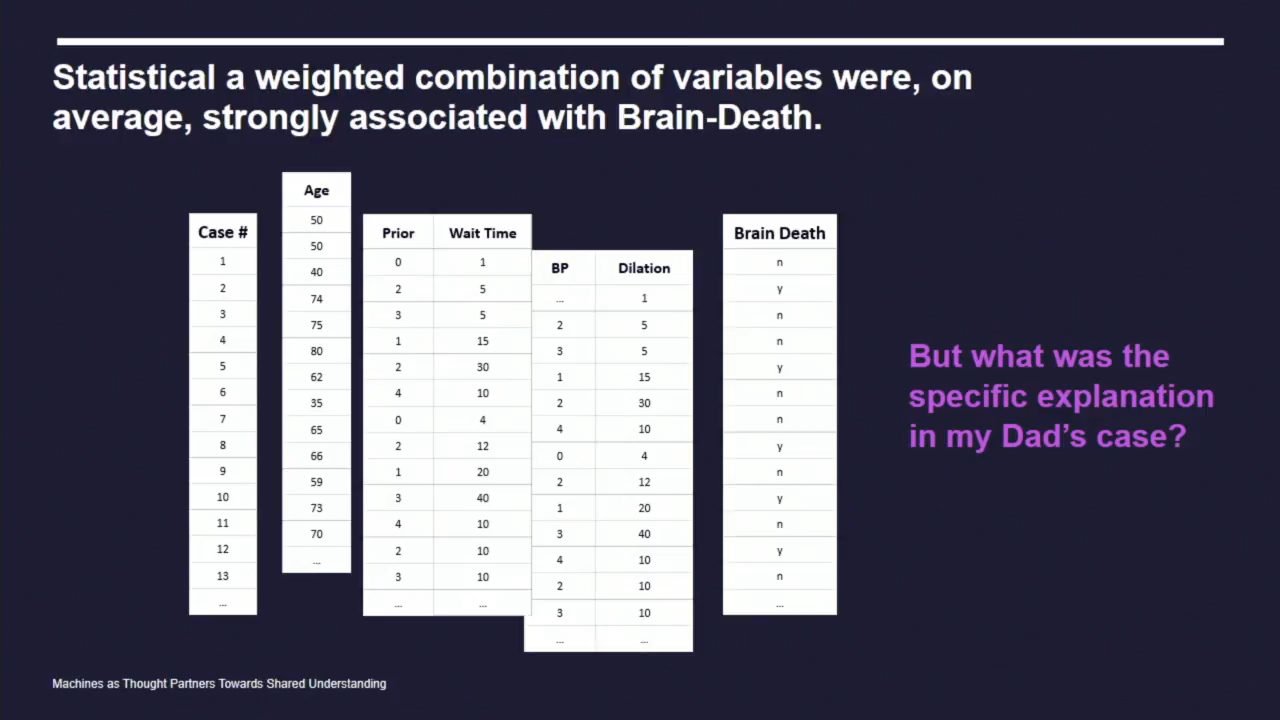 Statistical a weighted combination of variables were, on
average, strongly associated with Brain-Death.
Case #
1
2
3
4
5
6
7
8
9
10
11
12
13
...
Age
50
50
40
74
75
80
62
35
65
66
59
73
70
...
Prior Wait Time
0 1
2 5
3 5
1 15
2 30
4 10
0 4
2 12
1 20
3 40
4 10
2 10
3 10
... ...
BP Dilation
... 1
2 5
3 5
1 15
2 30
4 10
0 4
2 12
1 20
3 40
4 10
2 10
3 10
... ...
Brain Death
n
y
n
n
y
n
n
y
n
y
n
y
n
...
But what was the
specific explanation
in my Dad’s case?
Machines as Thought Partners Towards Shared Understanding